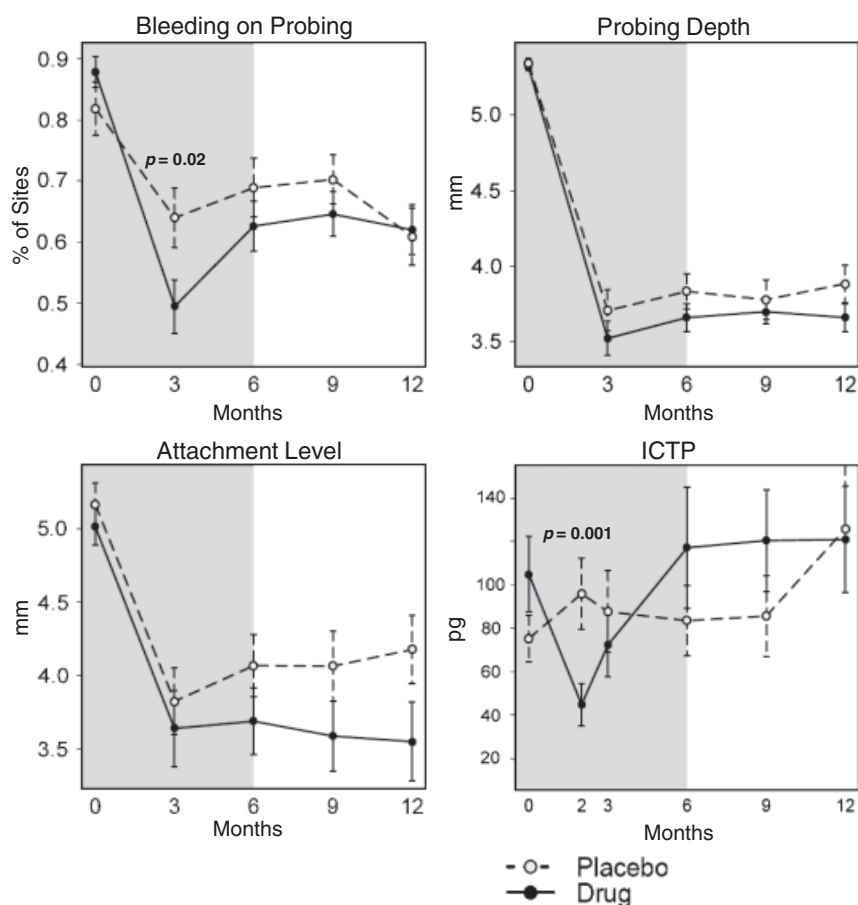 Bleeding on Probing
% of Sites
0.9
0.8
0.7
0.6
0.5
0.4
p = 0.02
0 3 6 9 12
Months
Probing Depth
mm
5.0
4.5
4.0
3.5
0 3 6 9 12
Months
Attachment Level
mm
5.0
4.5
4.0
3.5
0 3 6 9 12
Months
ICTP
pg
140
100
80
60
40
20
p = 0.001
0 2 3 6 9 12
Months
Placebo
Drug